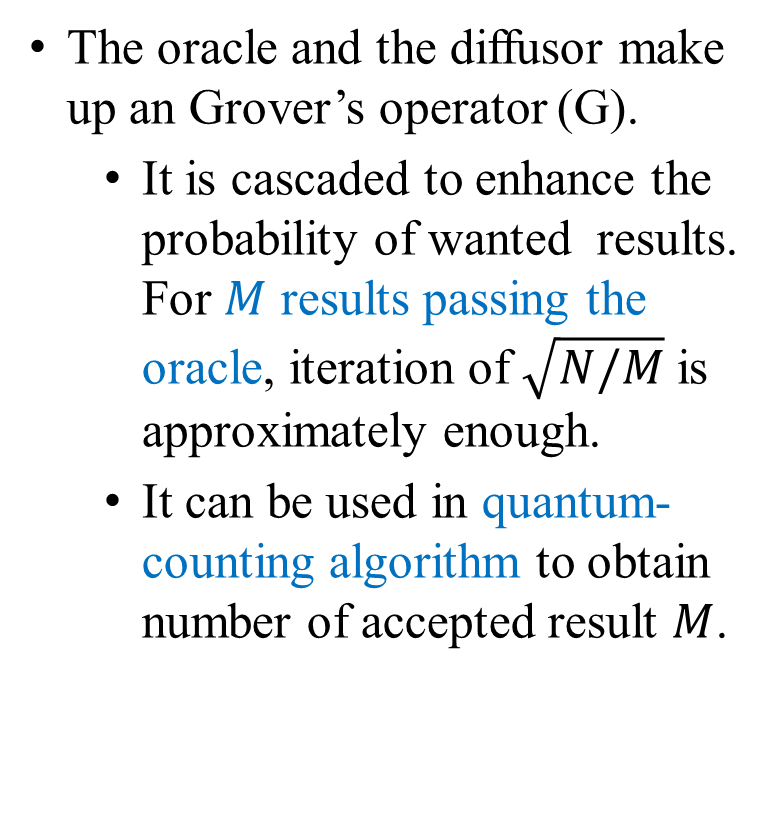 • The oracle and the diffusor make
up an Grover’s operator (G).
• It is cascaded to enhance the
probability of wanted results.
For M results passing the
oracle, iteration of √N/M is
approximately enough.
• It can be used in quantum-
counting algorithm to obtain
number of accepted result M.